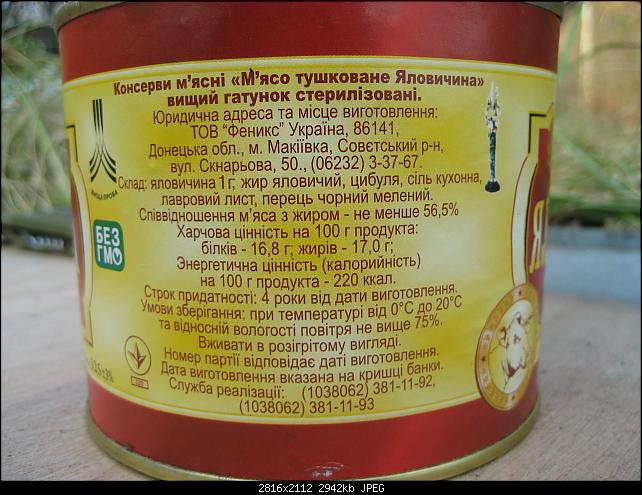 Консерви м'ясні «М'ясо тушковане Яловичина»
вищий гатунок стерилізовані.
Юридична адреса та місце виготовлення:
ТОВ "Феникс" Україна, 86141,
Донецька обл., м. Макіївка, Совєтський р-н,
вул. Скнарьова, 50., (06232) 3-37-67.
Склад: яловичина 1 г, жир яловичий, цибуля, сіль кухонна,
лавровий лист, перець чорний мелений.
Співвідношення м'яса з жиром - не менше 56,5%
Харчова цінність на 100 г продукта:
білків - 16,8 г; жирів - 17,0 г;
Энергетична цінність (калорийність)
на 100 г продукта - 220 ккал.
Строк придатності: 4 роки від дати виготовлення.
Умови зберігання: при температурі від 0°С до 20°С
та відносній вологості повітря не вище 75%.
Вживати в розігрітому вигляді.
Номер партії відповідає даті виготовлення.
Дата виготовлення вказана на кришці банки.
Служба реалізації: (1038062) 381-11-92,
(1038062) 381-11-93
ВИЩА ПРОБА
БЕЗ
ГМО
2816x2112 2942kb JPEG